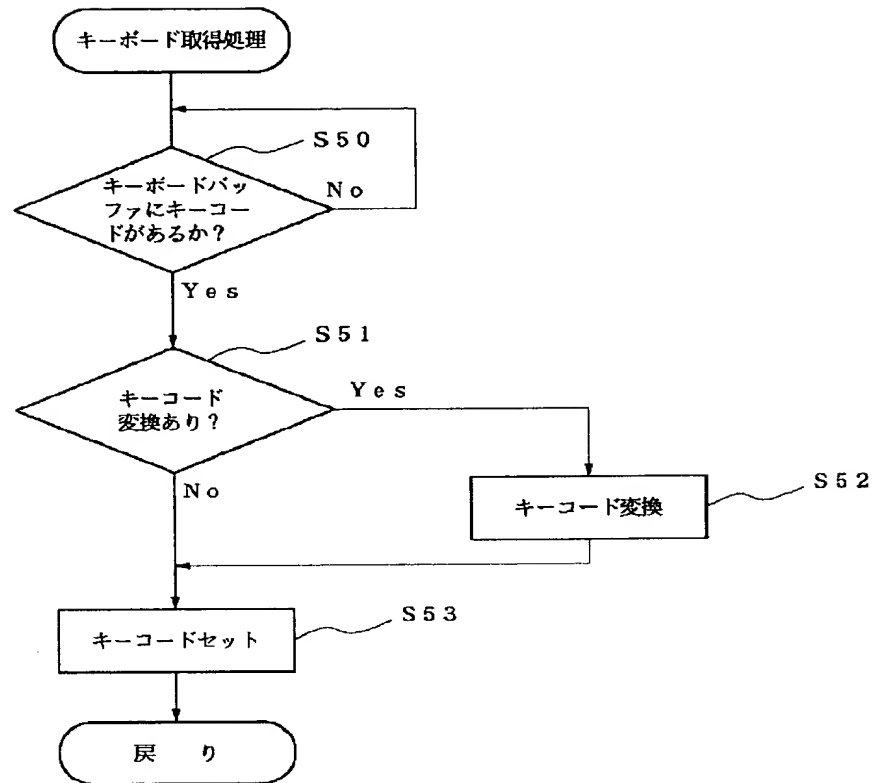 キーボード取得処理
S50
キーボードバッ
ファにキーコー
ドがあるか?
No
Yes
S51
キーコード
変換あり?
Yes
No
S52
キーコード変換
S53
キーコードセット
戻 り